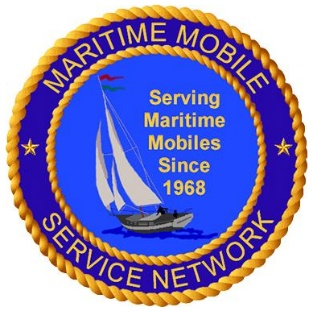 MARITIME MOBILE
Serving
Maritime
Mobiles
Since
1968
SERVICE NETWORK